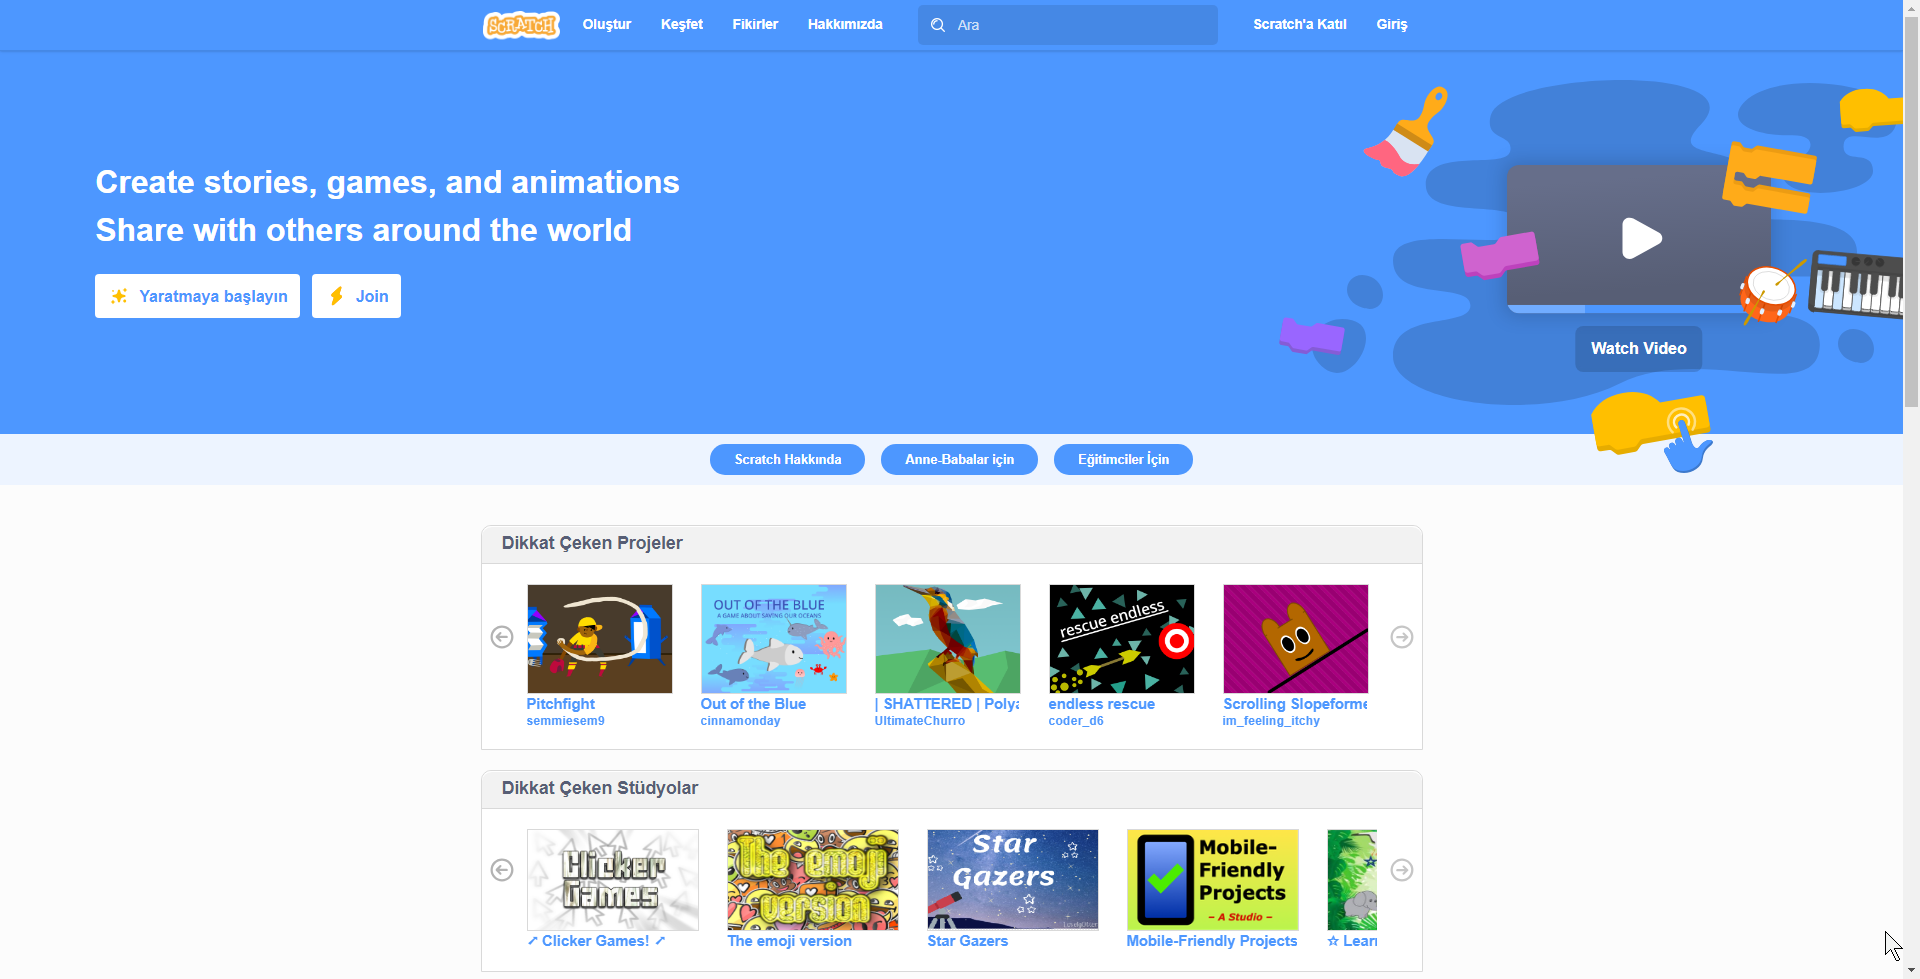 SCRATCH
Oluştur
Keşfet
Fikirler
Hakkımızda
Ara
Scratch'a Katıl
Giriş
Create stories, games, and animations
Share with others around the world
Yaratmaya başlayın
Join
Watch Video
Scratch Hakkında
Anne-Babalar için
Eğitimciler İçin
Dikkat Çeken Projeler
OUT OF THE BLUE
A GAME ABOUT SAVING OUR OCEANS
rescue endless
Pitchfight
semmiesem9
Out of the Blue
cinnamonday
| SHATTERED | Polya
UltimateChurro
endless rescue
coder_d6
Scrolling Slopeforme
im_feeling_itchy
Dikkat Çeken Stüdyolar
Clicker
Games
The emoji
version
Star
Gazers
Mobile-
Friendly
Projects
– A Studio –
⤢ Clicker Games! ⤢
The emoji version
Star Gazers
Mobile-Friendly Projects
☆ Learn